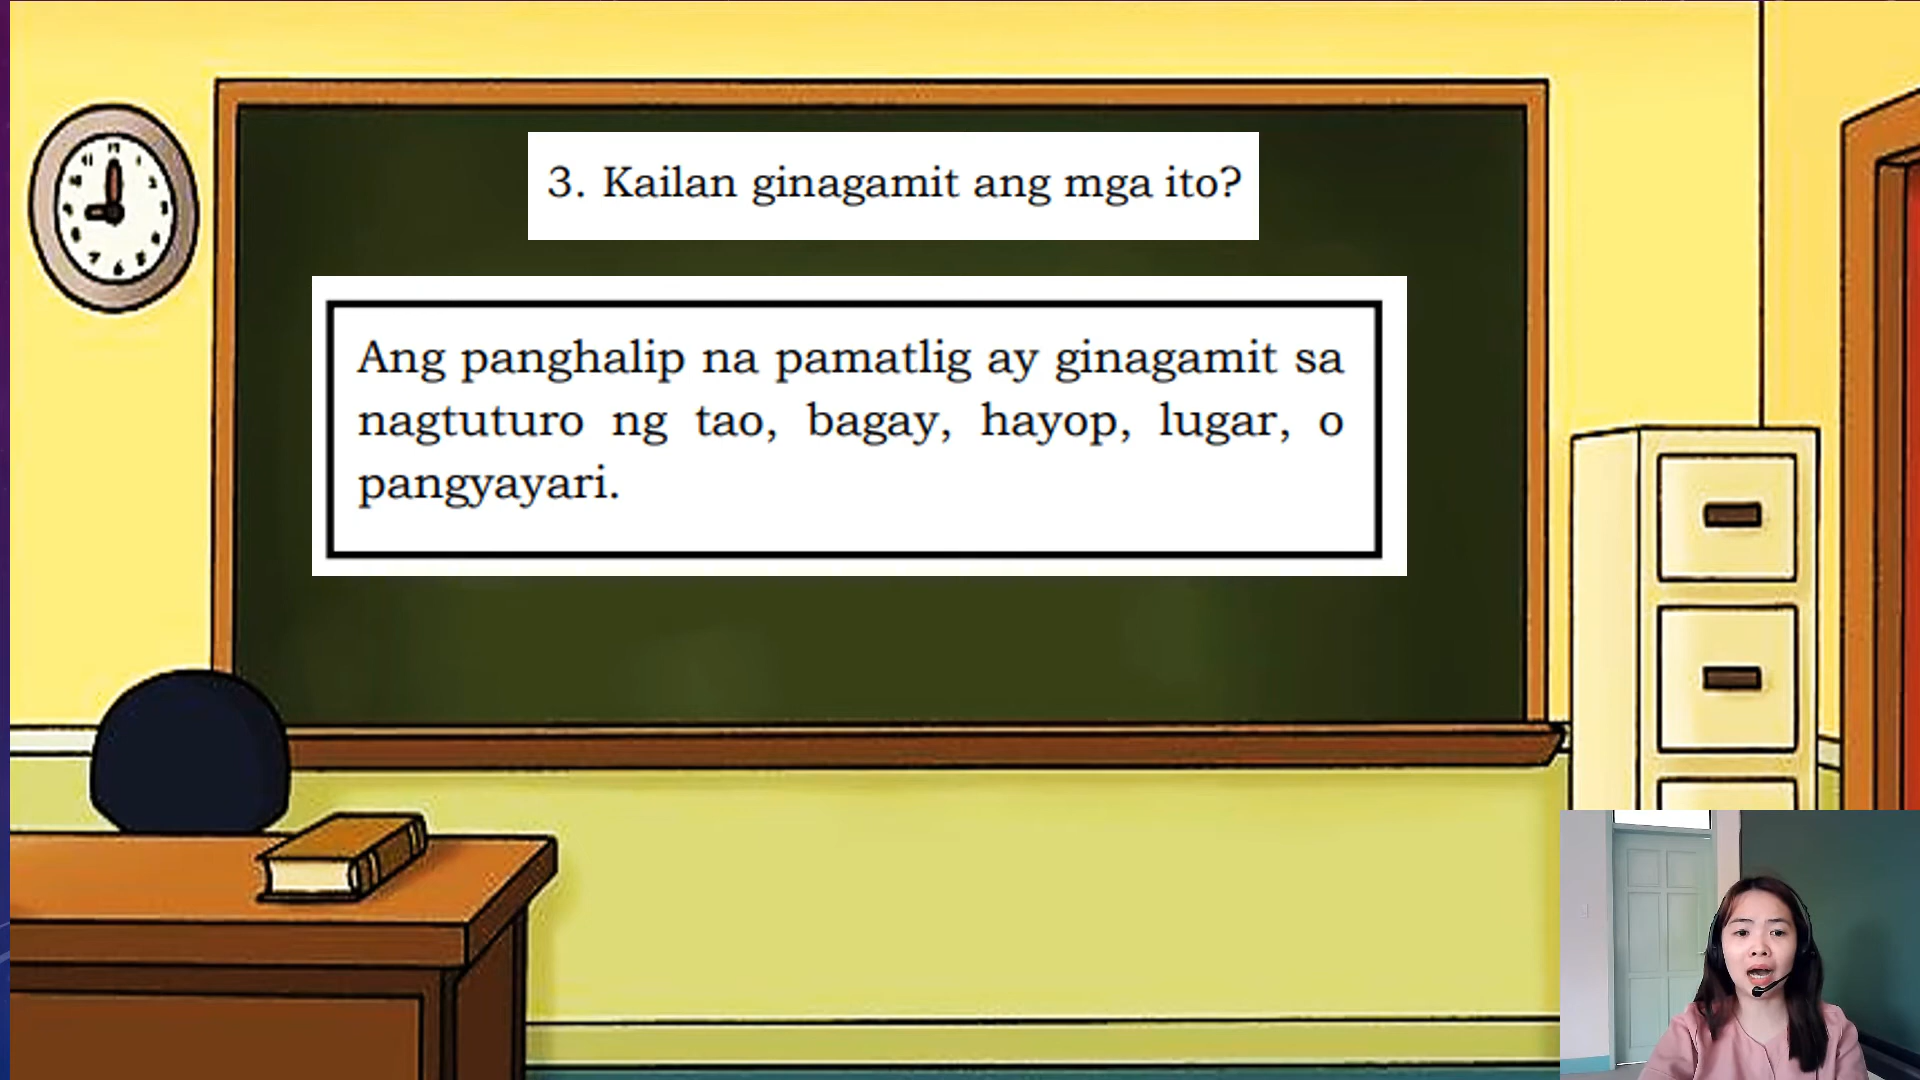 3. Kailan ginagamit ang mga ito?
Ang panghalip na pamatlig ay ginagamit sa
nagtuturo ng tao, bagay, hayop, lugar, o
pangyayari.